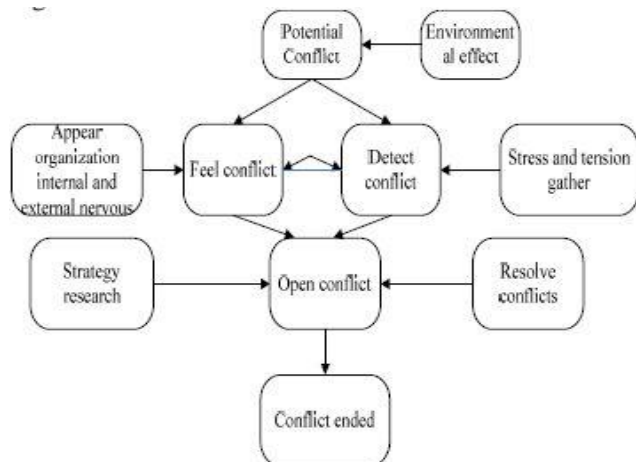 Potential
Conflict
Environment
al effect
Appear
organization
internal and
external nervous
Feel conflict
Detect
conflict
Stress and tension
gather
Strategy
research
Open conflict
Resolve
conflicts
Conflict ended